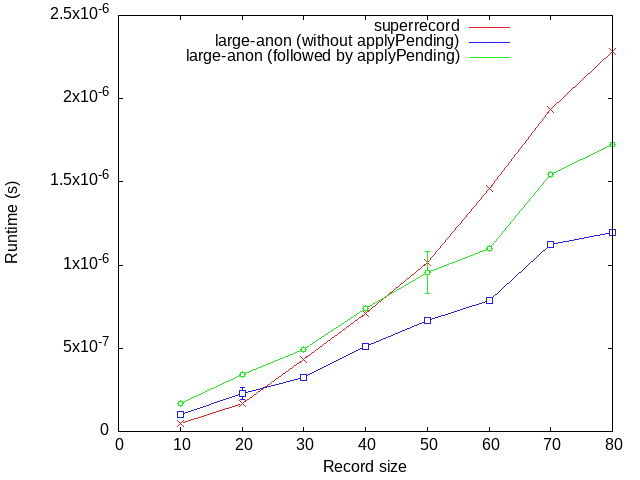 2.5x10-6
superrecord
large-anon (without applyPending)
large-anon (followed by applyPending)
2x10-6
1.5x10-6
Runtime (s)
1x10-6
5x10-7
0
0 10 20 30 40 50 60 70 80
Record size